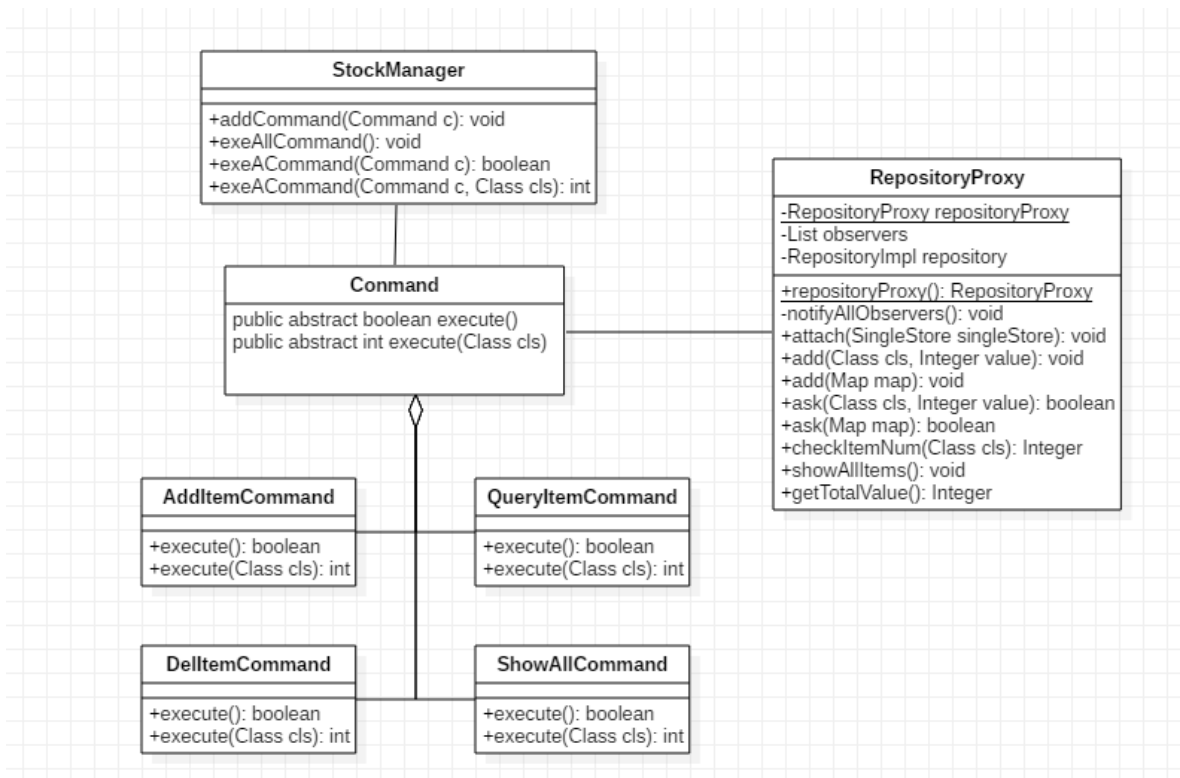 StockManager
+addCommand(Command c): void
+exeAllCommand(): void
+exeACommand(Command c): boolean
+exeACommand(Command c, Class cls): int
RepositoryProxy
-RepositoryProxy repositoryProxy
-List observers
-RepositoryImpl repository
+repositoryProxy(): RepositoryProxy
-notifyAllObservers(): void
+attach(SingleStore singleStore): void
+add(Class cls, Integer value): void
+add(Map map): void
+ask(Class cls, Integer value): boolean
+ask(Map map): boolean
+checkItemNum(Class cls): Integer
+showAllItems(): void
+getTotalValue(): Integer
Conmand
public abstract boolean execute()
public abstract int execute(Class cls)
AddItemCommand
+execute(): boolean
+execute(Class cls): int
QueryItemCommand
+execute(): boolean
+execute(Class cls): int
DelItemCommand
+execute(): boolean
+execute(Class cls): int
ShowAllCommand
+execute(): boolean
+execute(Class cls): int